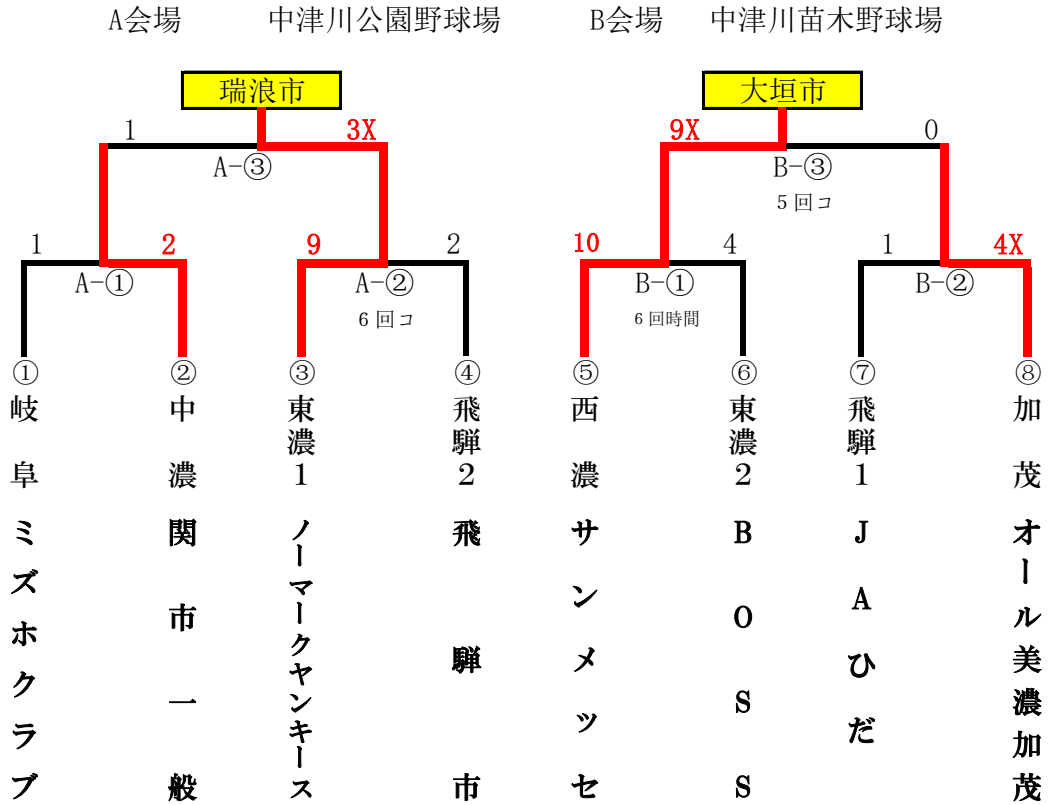 A会場 中津川公園野球場 B会場 中津川苗木野球場
瑞浪市 大垣市
1 3X 9X 0
A-③ B-③
5回コ
1 2 9 2 10 4 1 4X
A-① A-② B-① B-②
6回コ 6回時間
① ② ③ ④ ⑤ ⑥ ⑦ ⑧
岐阜 ミズホクラブ
中濃 関市一般
東濃1 ノーマークヤンキース
飛騨2 飛騨市
西濃 サンメッセ
東濃2 BOSS
飛騨1 JAひだ
加茂 オール美濃加茂